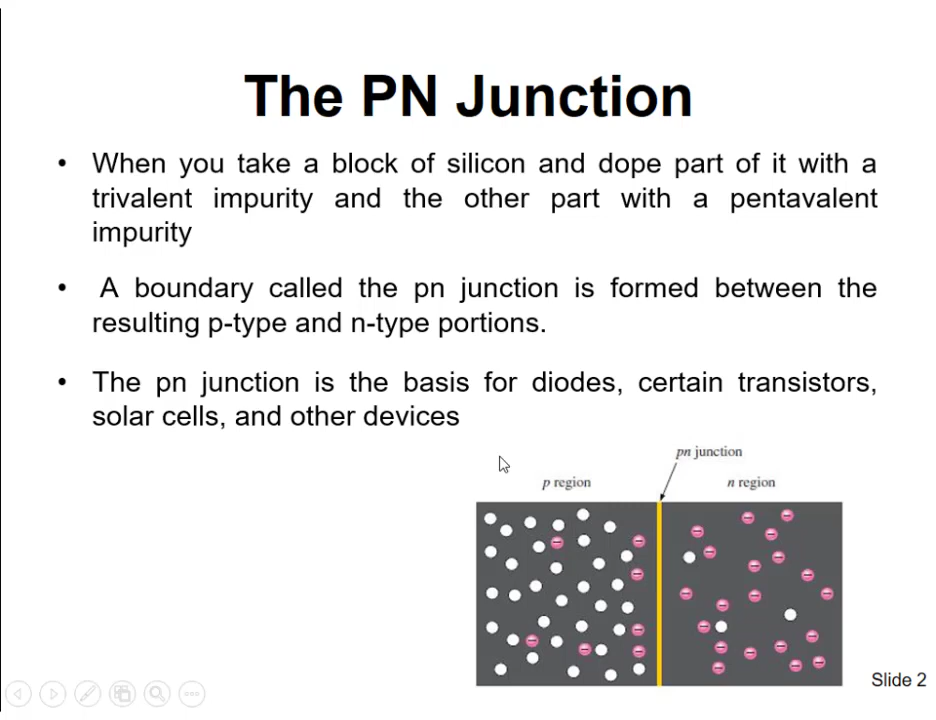 The PN Junction
• When you take a block of silicon and dope part of it with a
trivalent impurity and the other part with a pentavalent
impurity
• A boundary called the pn junction is formed between the
resulting p-type and n-type portions.
• The pn junction is the basis for diodes, certain transistors,
solar cells, and other devices
pn junction
p region
n region
Slide 2